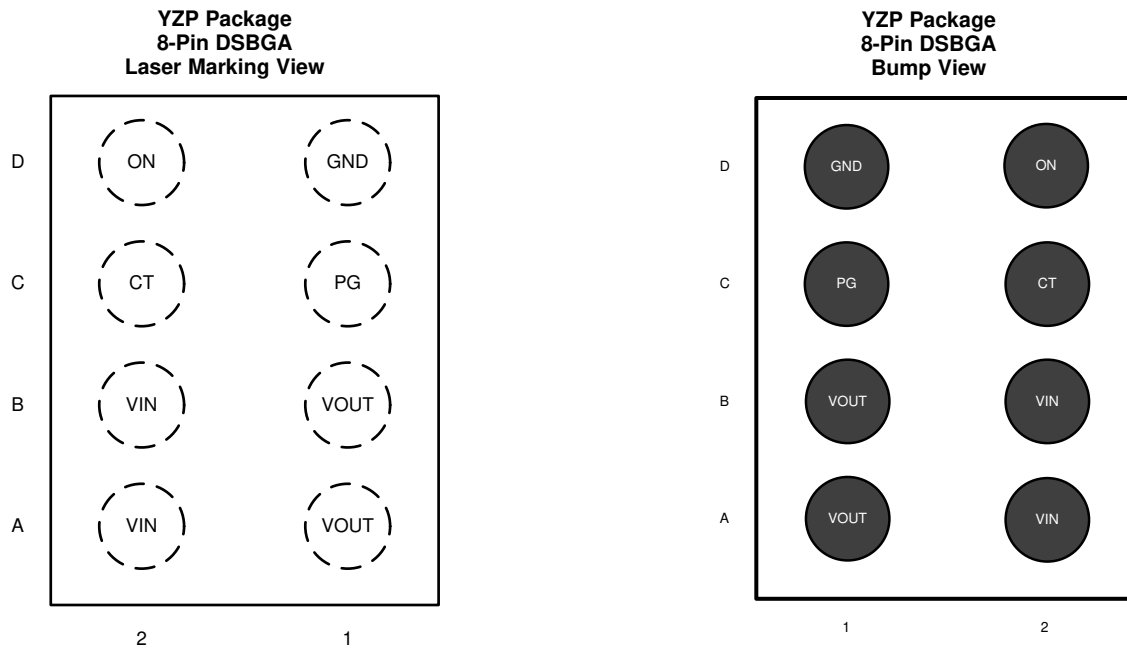 YZP Package
8-Pin DSBGA
Laser Marking View
D ON GND
C CT PG
B VIN VOUT
A VIN VOUT
2 1
YZP Package
8-Pin DSBGA
Bump View
D GND ON
C PG CT
B VOUT VIN
A VOUT VIN
1 2